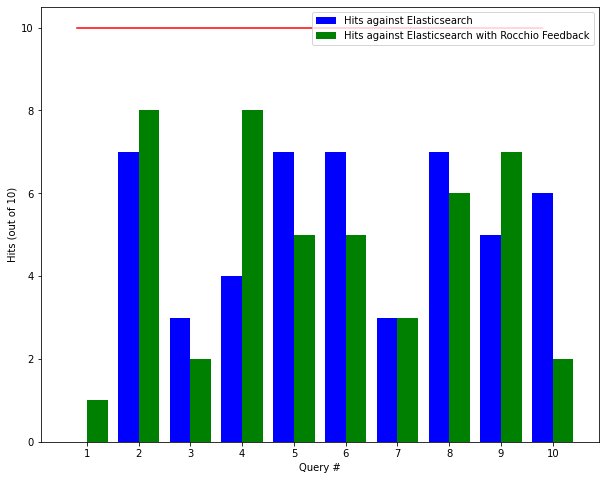 Hits against Elasticsearch
Hits against Elasticsearch with Rocchio Feedback
Hits (out of 10)
10
8
6
4
2
0
1 2 3 4 5 6 7 8 9 10
Query #